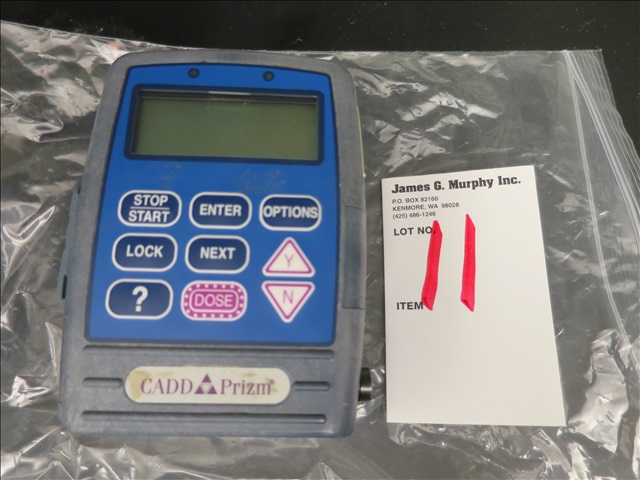 STOP
START
ENTER
OPTIONS
LOCK
NEXT
Y
?
DOSE
N
CADD Prizm
James G. Murphy Inc.
P.O. BOX 82160
KENMORE, WA 98028
(425) 486-1246
LOT NO.
11
ITEM